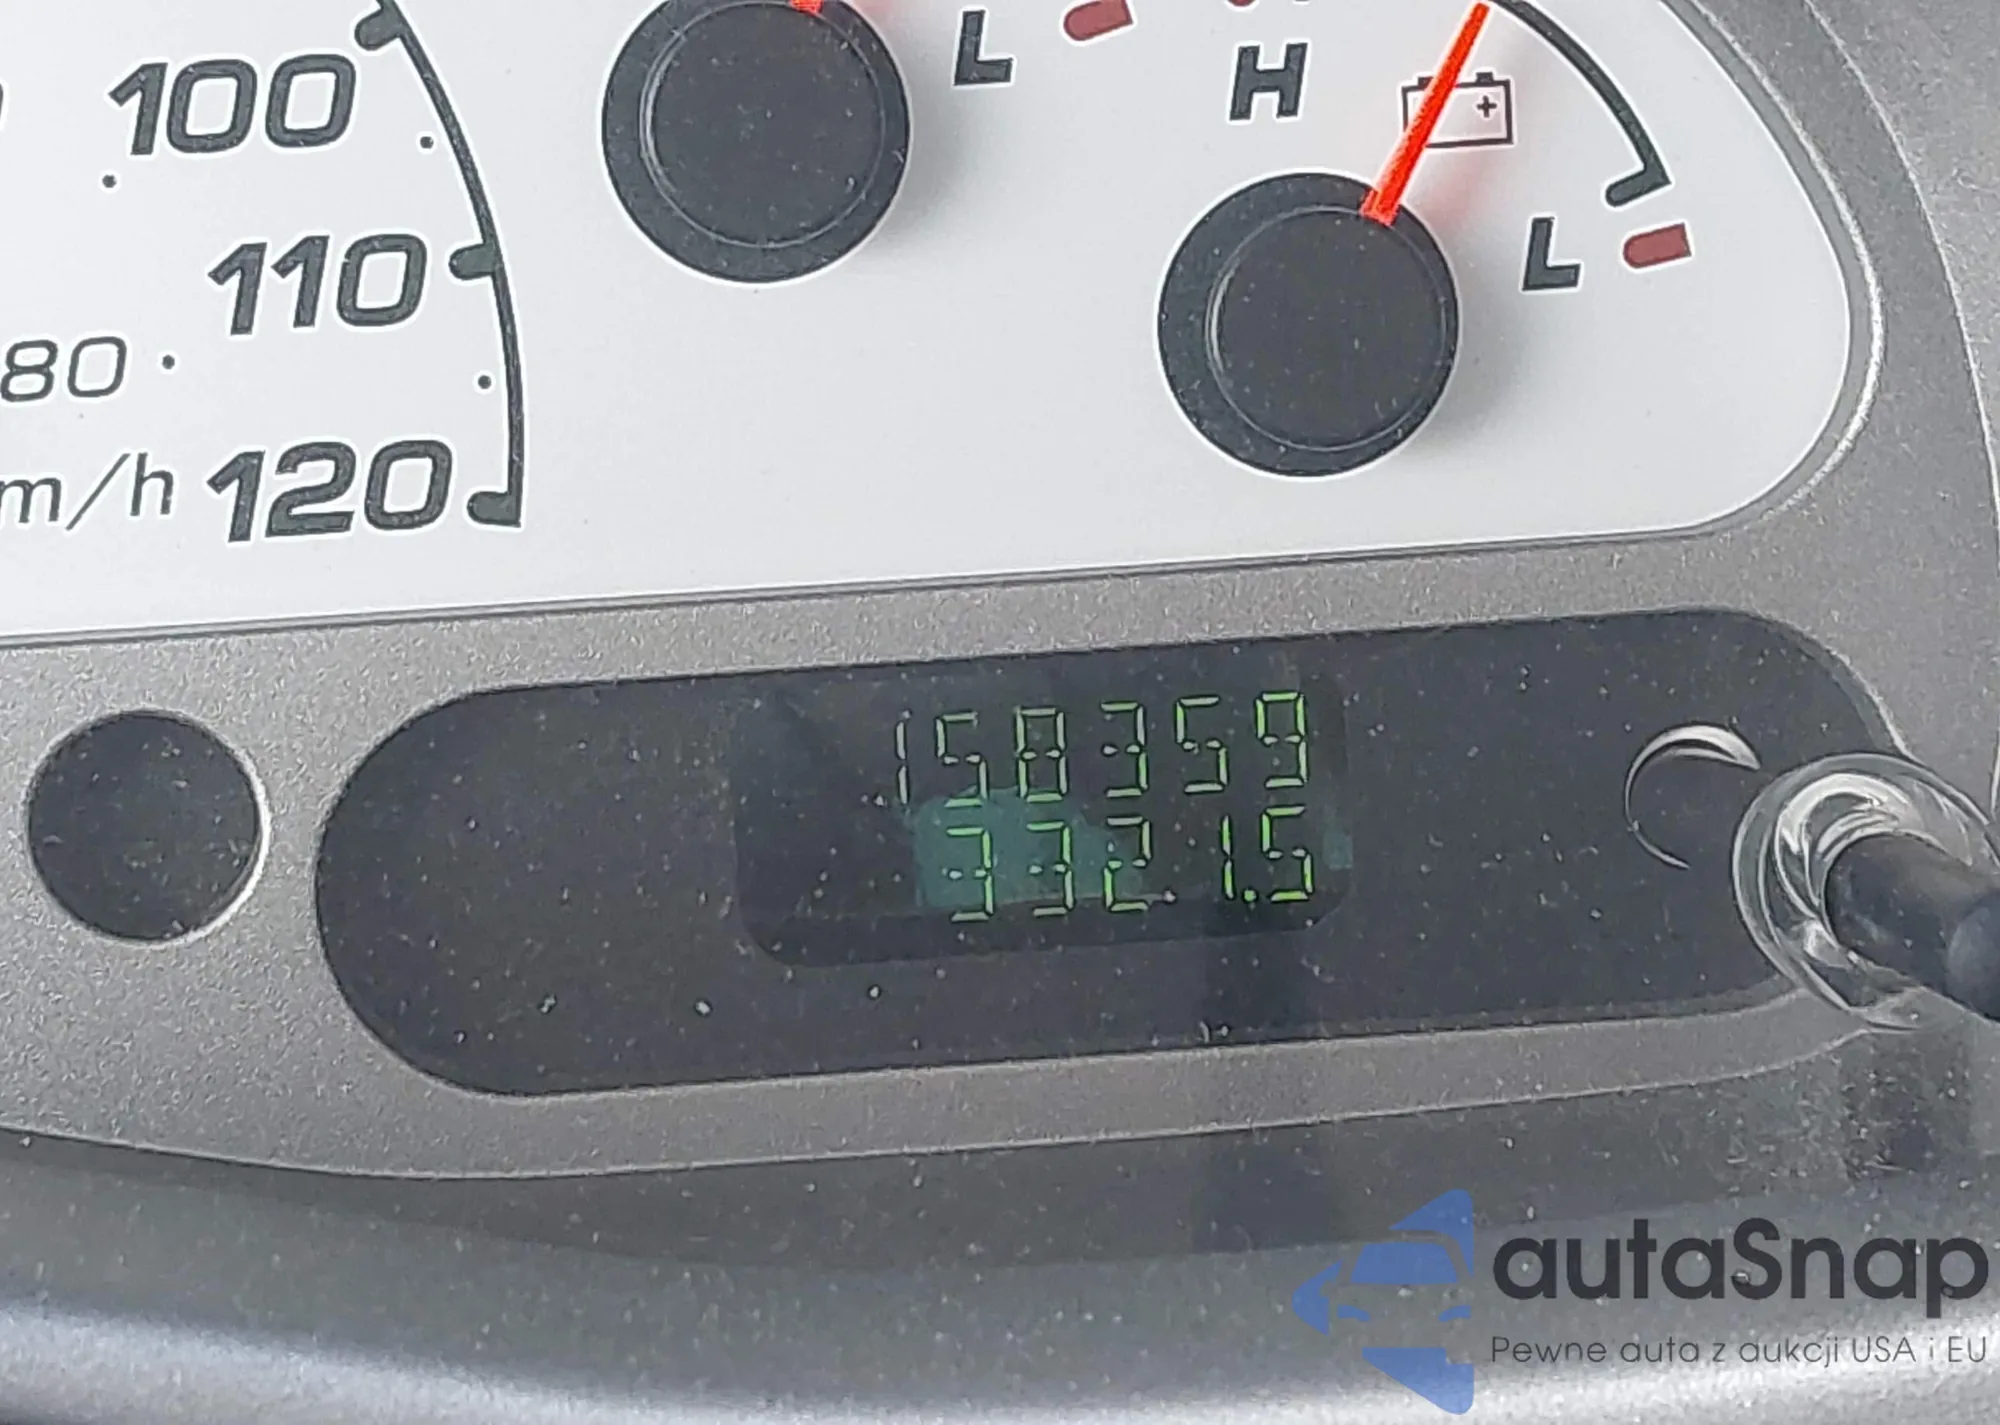 100
L
H
L
110
80
m/h 120
158359
3321.5
autaSnap
Pewne auta z aukcji USA i EU